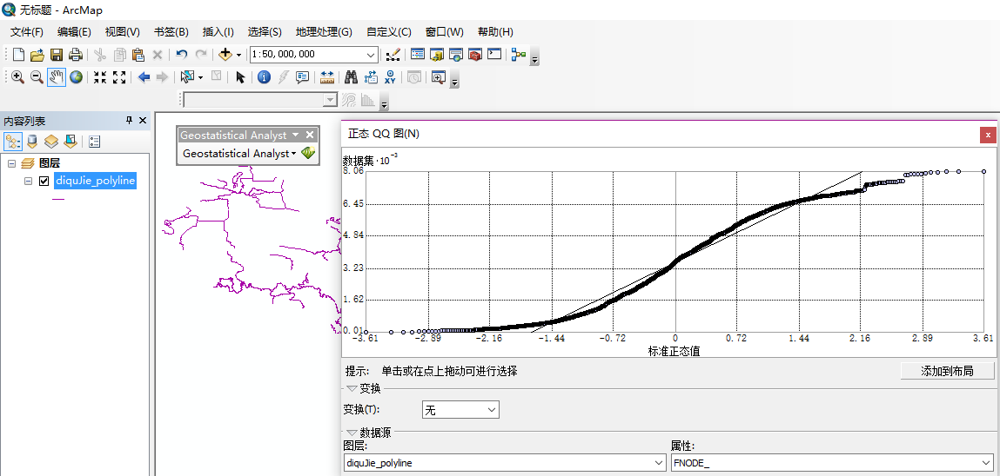 无标题 - ArcMap
文件(F) 编辑(E) 视图(V) 书签(B) 插入(I) 选择(S) 地理处理(G) 自定义(C) 窗口(W) 帮助(H)
1:50,000,000
XY
内容列表
图层
diquJie_polyline
Geostatistical Analyst
Geostatistical Analyst
正态 QQ 图(N)
数据集·10⁻³
8.06
6.45
4.84
3.23
1.62
0.01
-3.61 -2.89 -2.16 -1.44 -0.72 0 0.72 1.44 2.16 2.89 3.61
标准正态值
提示: 单击或在点上拖动可进行选择
添加到布局
变换
变换(T): 无
数据源
图层: 属性:
diquJie_polyline FNODE_